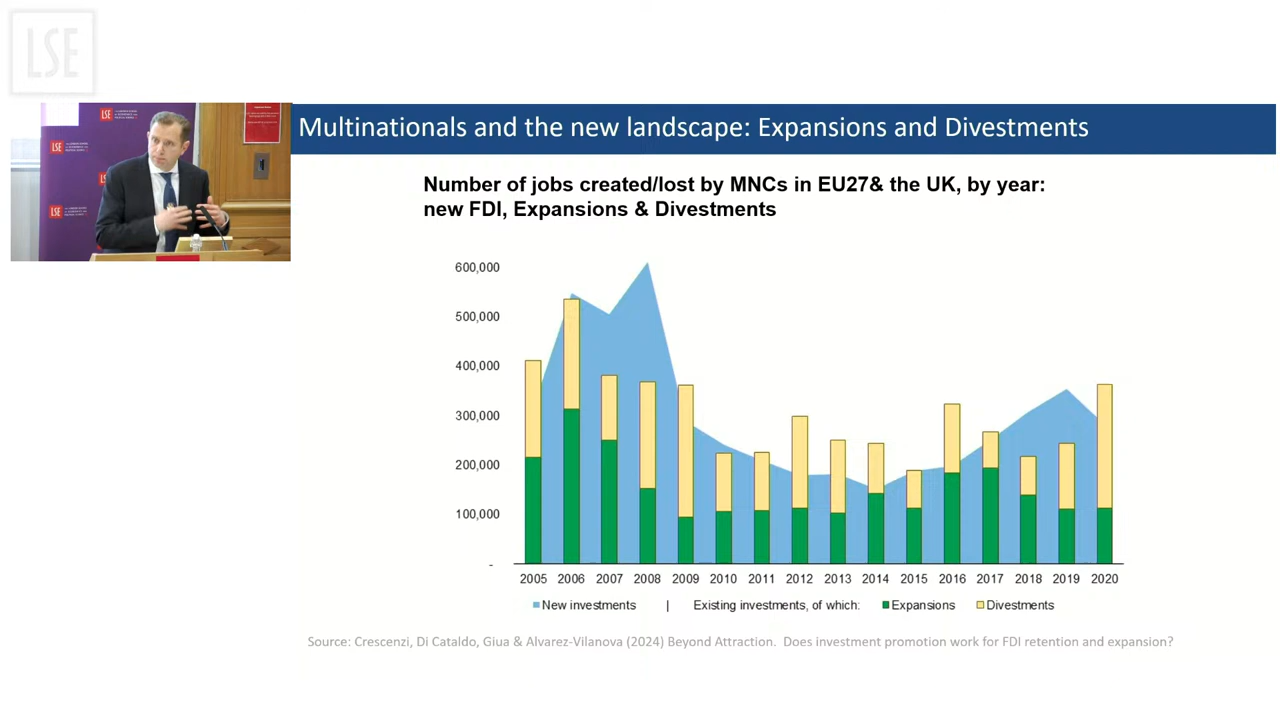 LSE
LSE
LSE
LSE
Multinationals and the new landscape: Expansions and Divestments
Number of jobs created/lost by MNCs in EU27& the UK, by year:
new FDI, Expansions & Divestments
600,000
500,000
400,000
300,000
200,000
100,000
-
2005 2006 2007 2008 2009 2010 2011 2012 2013 2014 2015 2016 2017 2018 2019 2020
New investments | Existing investments, of which: Expansions Divestments
Source: Crescenzi, Di Cataldo, Giua & Alvarez-Vilanova (2024) Beyond Attraction. Does investment promotion work for FDI retention and expansion?